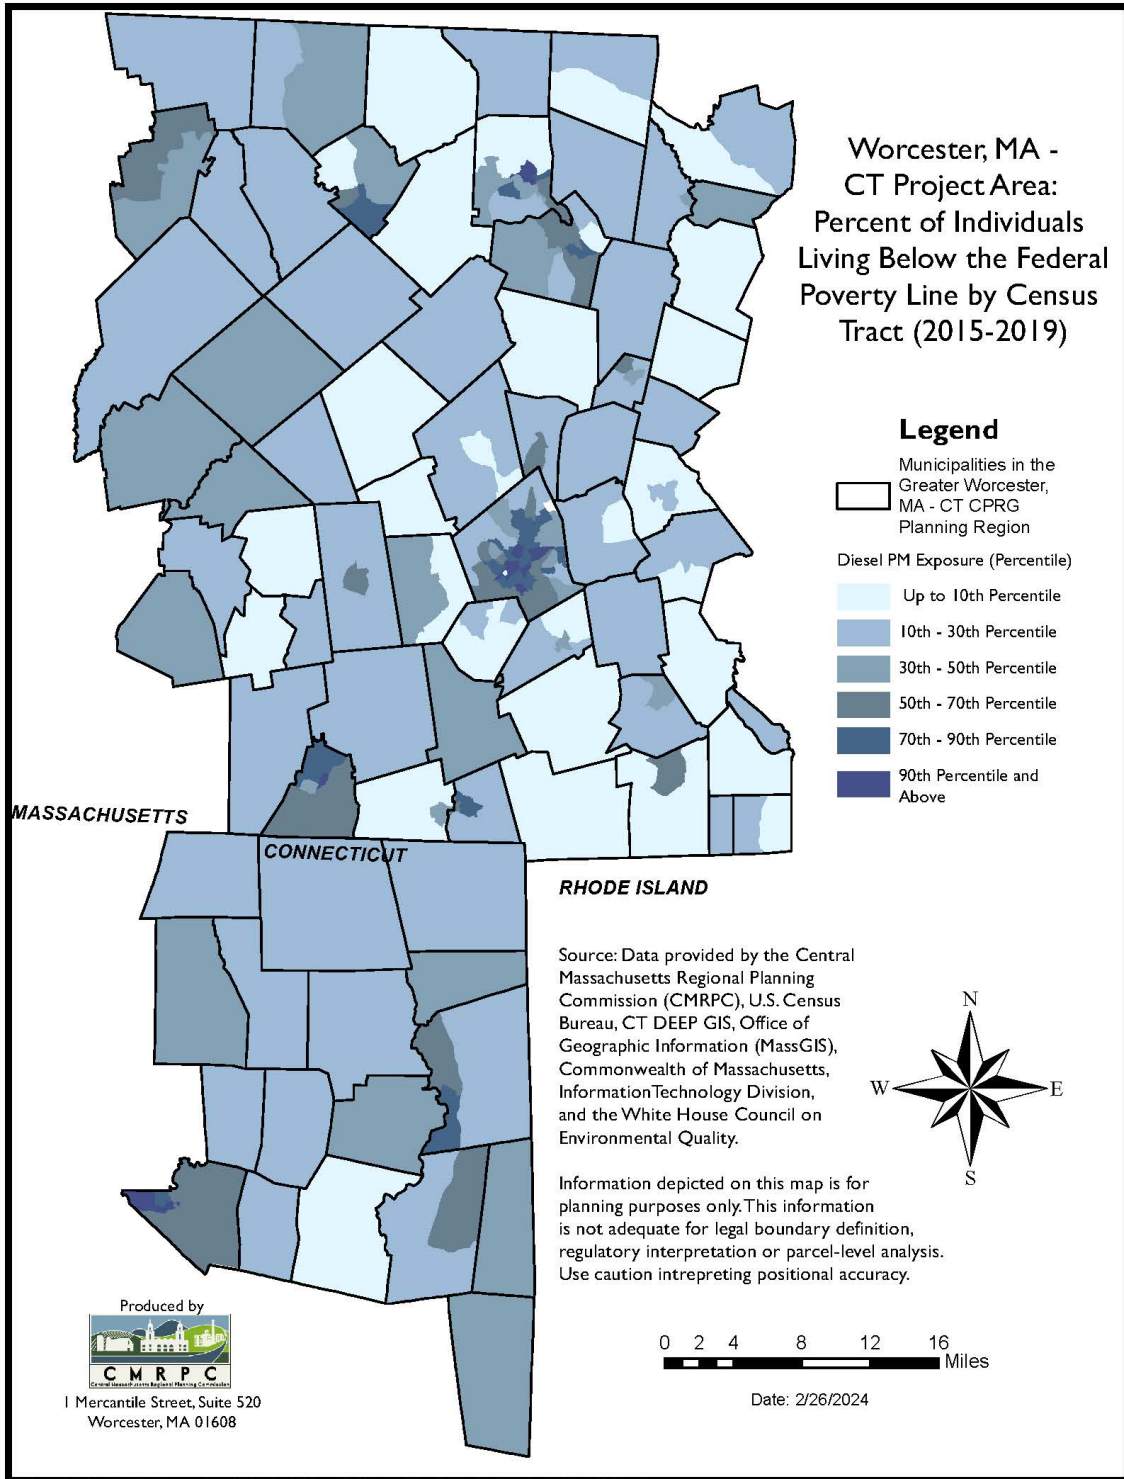 Worcester, MA -
CT Project Area:
Percent of Individuals
Living Below the Federal
Poverty Line by Census
Tract (2015-2019)
Legend
Municipalities in the
Greater Worcester,
MA - CT CPRG
Planning Region
Diesel PM Exposure (Percentile)
Up to 10th Percentile
10th - 30th Percentile
30th - 50th Percentile
50th - 70th Percentile
70th - 90th Percentile
90th Percentile and
Above
MASSACHUSETTS
CONNECTICUT
RHODE ISLAND
Source: Data provided by the Central
Massachusetts Regional Planning
Commission (CMRPC), U.S. Census
Bureau, CT DEEP GIS, Office of
Geographic Information (MassGIS),
Commonwealth of Massachusetts,
InformationTechnology Division,
and the White House Council on
Environmental Quality.
N
W
E
S
Information depicted on this map is for
planning purposes only. This information
is not adequate for legal boundary definition,
regulatory interpretation or parcel-level analysis.
Use caution intrepreting positional accuracy.
Produced by
CMRPC
Central Massachusetts Regional Planning Commission
1 Mercantile Street, Suite 520
Worcester, MA 01608
0 2 4 8 12 16
Miles
Date: 2/26/2024